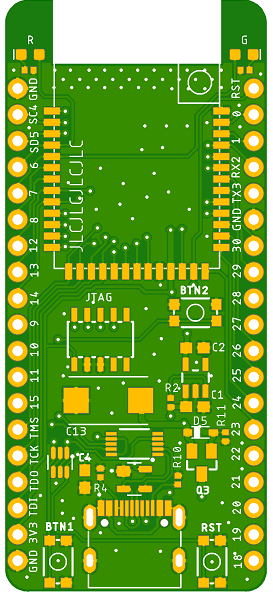 R
G
GND
SC4
SD5
6
7
8
12
13
14
9
10
11
15
TMS
TCK
TDO
TDI
3V3
GND
RST
0
1
RX2
TX3
GND
30
29
28
27
26
25
24
23
22
21
20
19
18
JLCJLCJLCJLC
BTN2
JTAG
C2
R2
C1
C13
D5
R11
C4
R4
R10
Q3
BTN1
RST